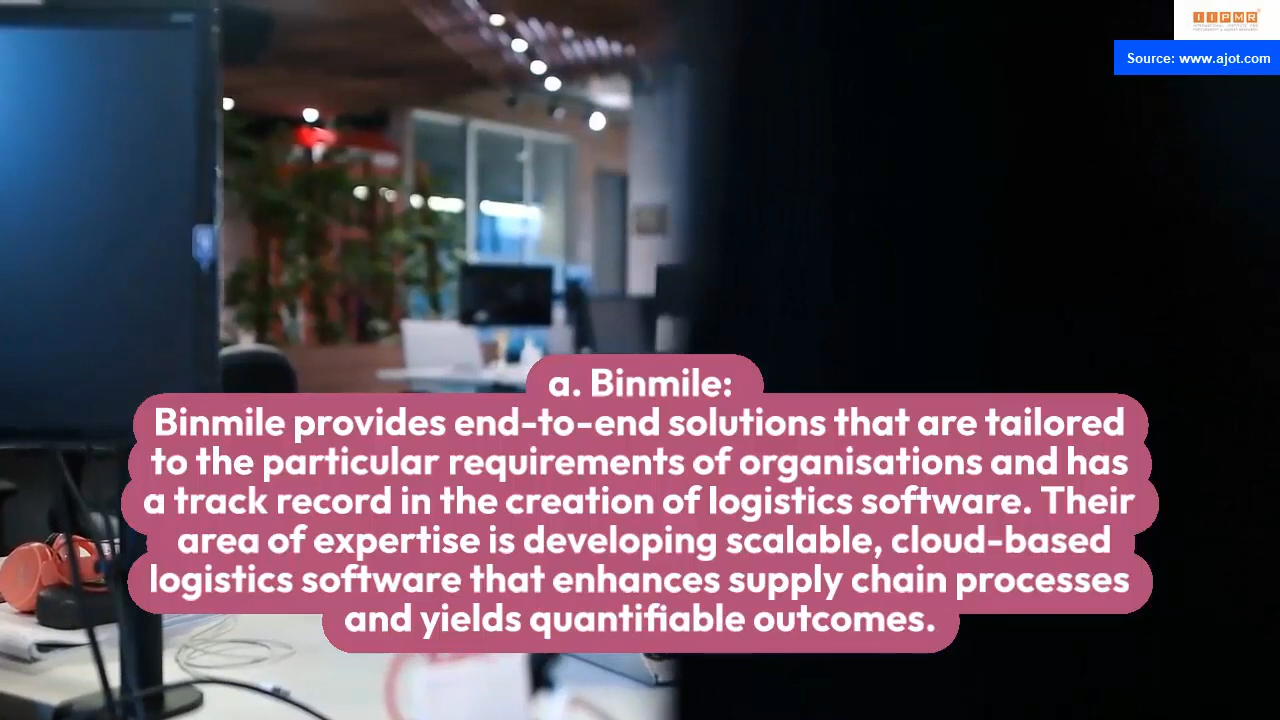 IIPMR
Source: www.ajot.com
a. Binmile:
Binmile provides end-to-end solutions that are tailored
to the particular requirements of organisations and has
a track record in the creation of logistics software. Their
area of expertise is developing scalable, cloud-based
logistics software that enhances supply chain processes
and yields quantifiable outcomes.